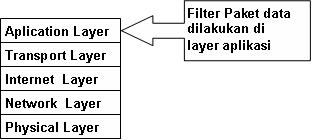 Aplication Layer
Transport Layer
Internet  Layer
Network  Layer
Physical Layer
Filter Paket data
dilakukan di
layer aplikasi